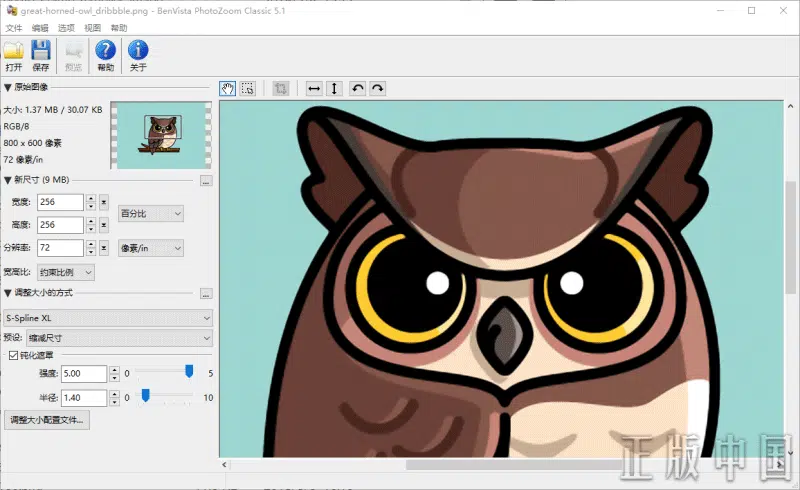 great-horned-owl_dribbble.png - BenVista PhotoZoom Classic 5.1
文件 编辑 选项 视图 帮助
打开 保存 预览 帮助 关于
原始图像
大小: 1.37 MB / 30.07 KB
RGB/8
800 x 600 像素
72 像素/in
新尺寸 (9 MB) ...
宽度: 256
百分比
高度: 256
分辨率: 72 像素/in
宽高比: 约束比例
调整大小的方式 ...
S-Spline XL
预设: 缩减尺寸
钝化遮罩
强度: 5.00 0 5
半径: 1.40 0 10
调整大小配置文件...
正版中国